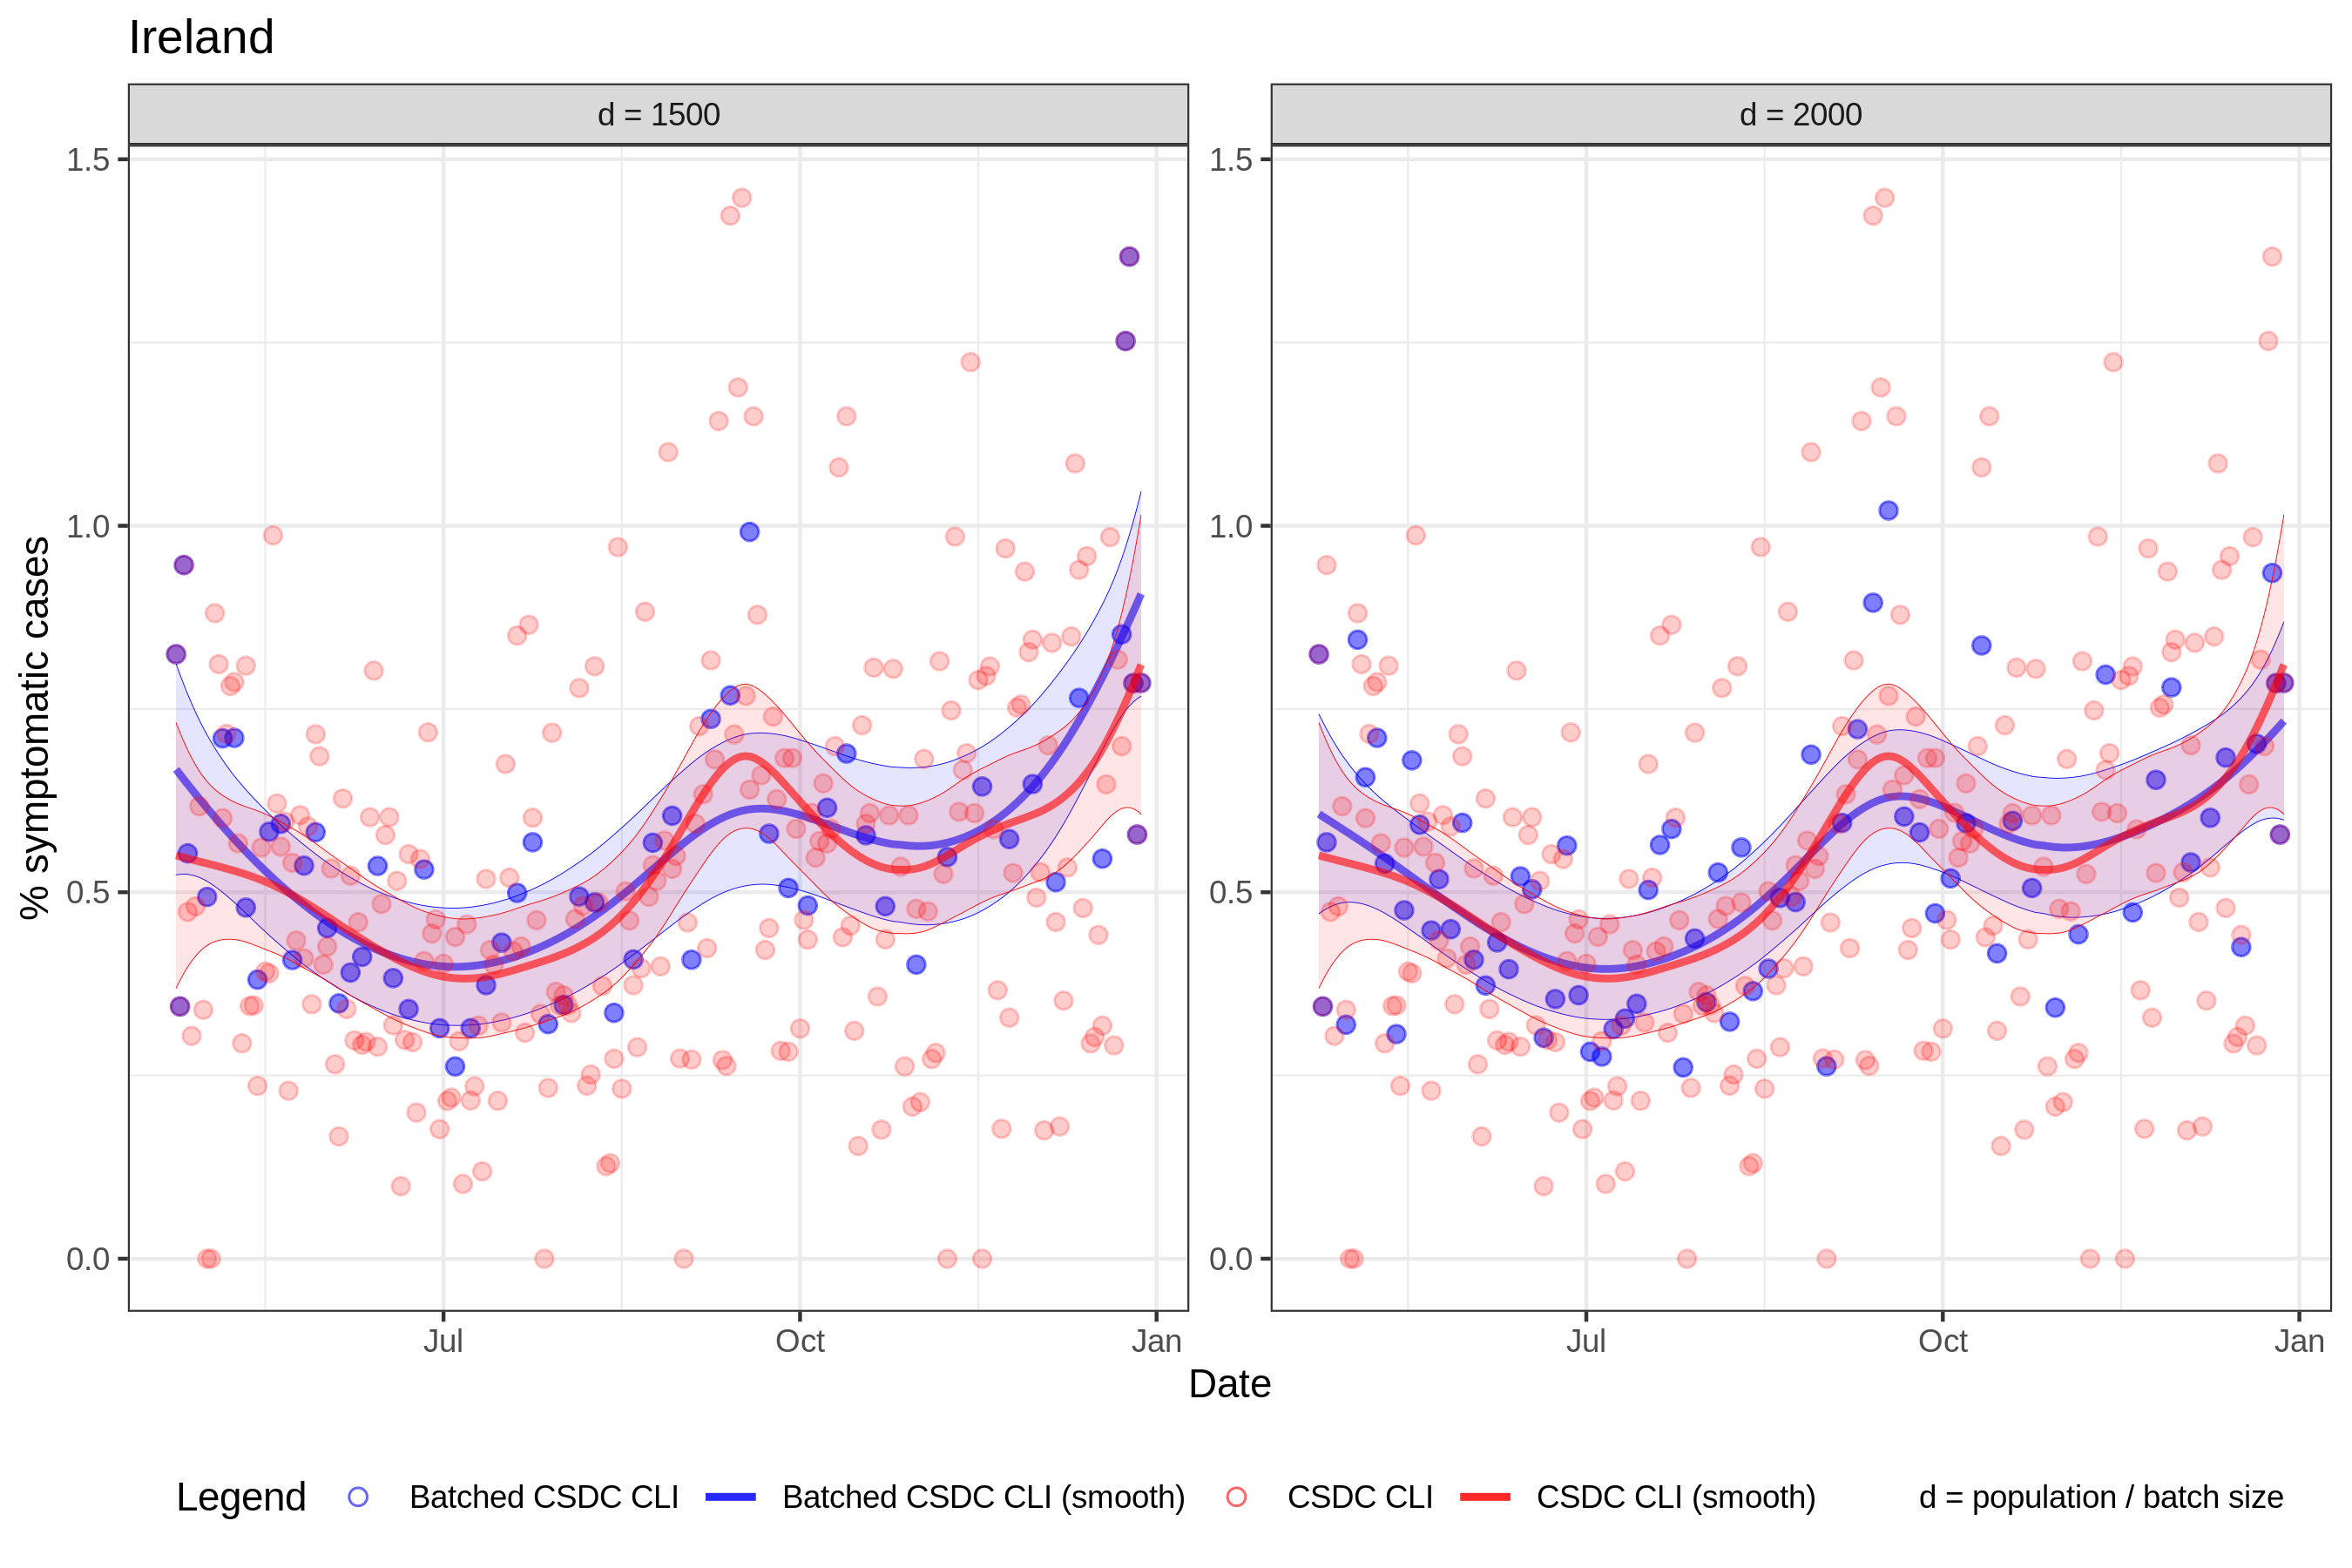 Ireland
d = 1500
d = 2000
% symptomatic cases
1.5
1.0
0.5
0.0
1.5
1.0
0.5
0.0
Jul
Oct
Jan
Jul
Oct
Jan
Date
Legend
Batched CSDC CLI
Batched CSDC CLI (smooth)
CSDC CLI
CSDC CLI (smooth)
d = population / batch size